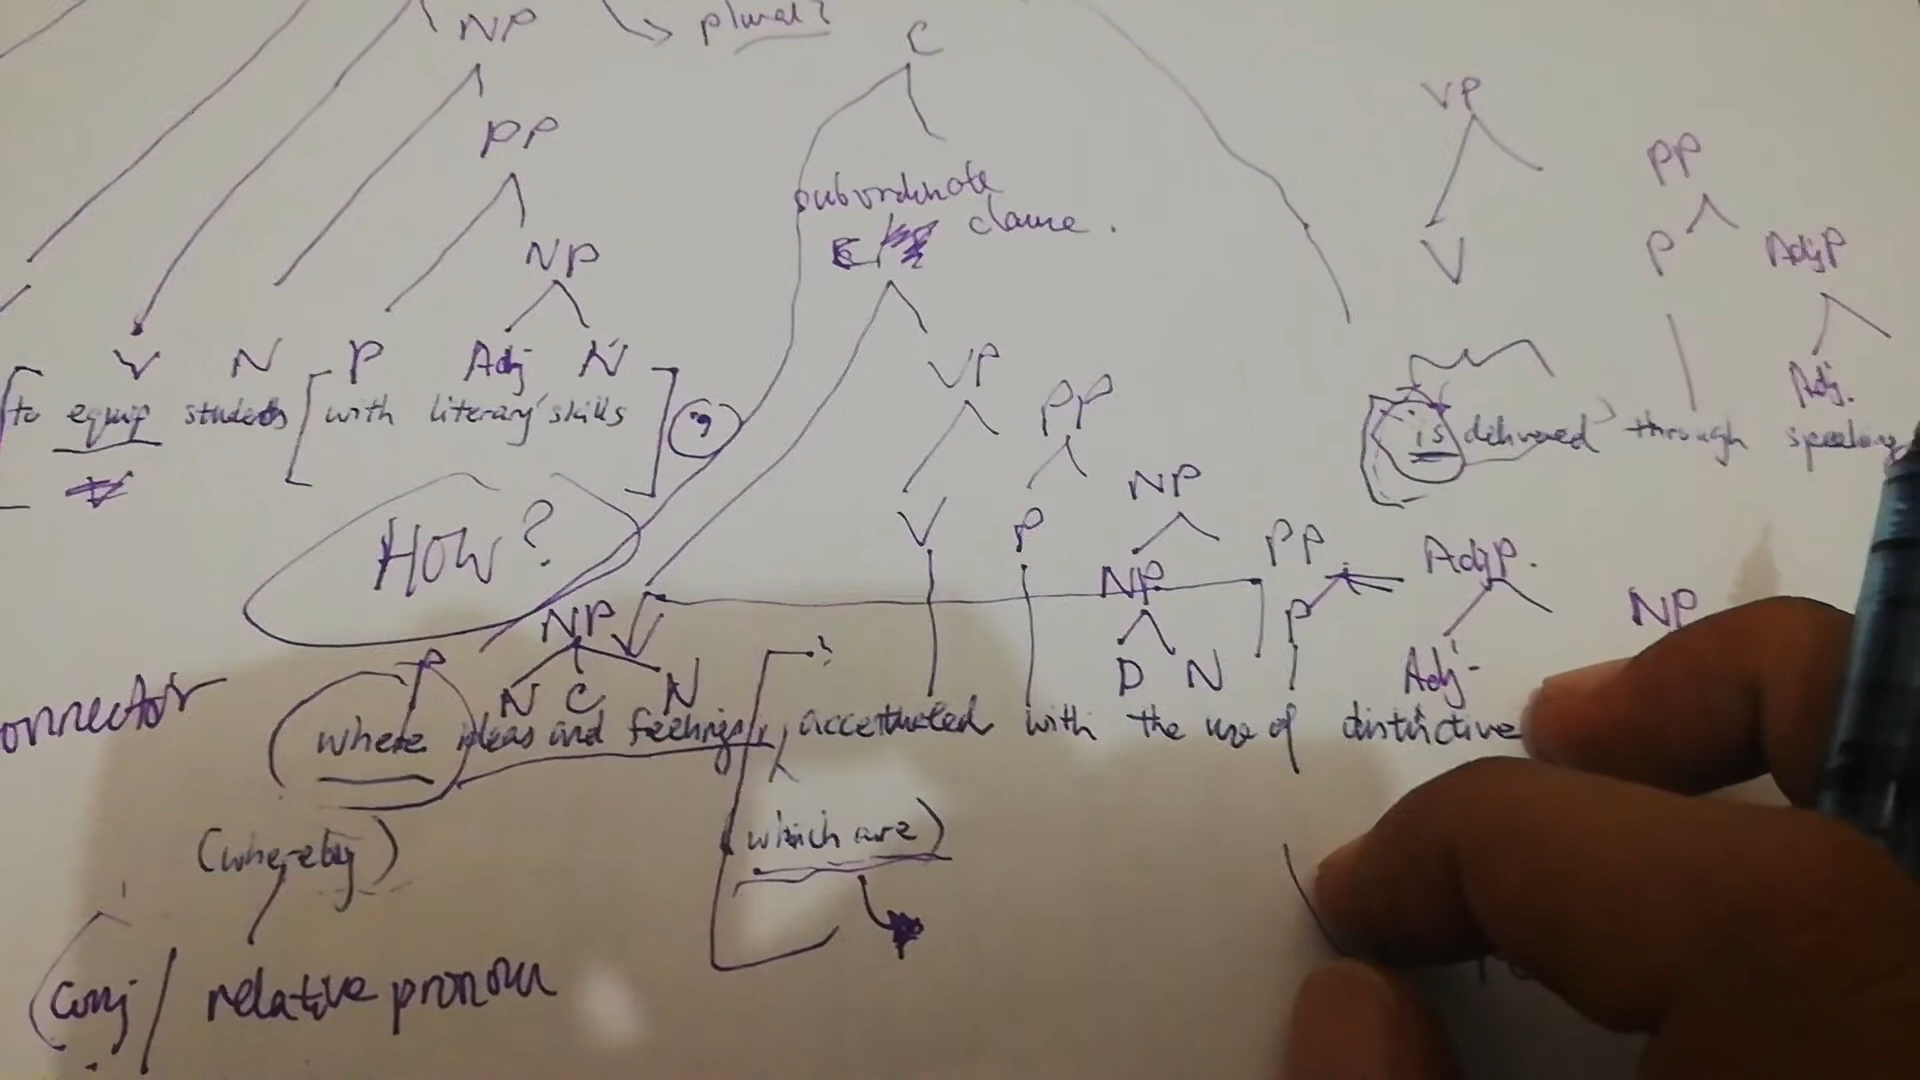 NP plural? C
VP
PP PP
subordinate clause.
NP P AdjP
V
V N P Adj N VP PP Adj.
to equip students with literary skills is delivered through
NP
HOW? V P PP AdjP.
NP NP
NP P
P N C N D N Adj-
where ideas and feelings, accentuated with the use of distinctive
(whereby) (which are)
Conj / relative pronoun